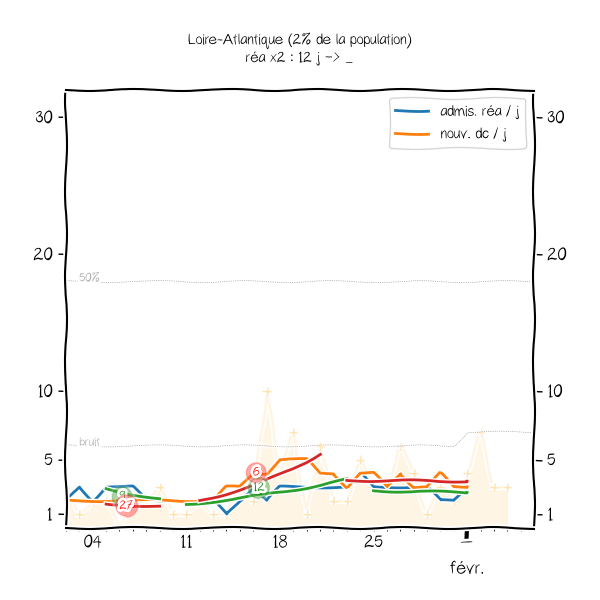 Loire-Atlantique (2% de la population)
réa x2 : 12 j -> _
admis. réa / j
nouv. dc / j
30 30
20 20
50%
10 10
bruit
5 5
6
12
27
1 1
04 11 18 25 1
févr.